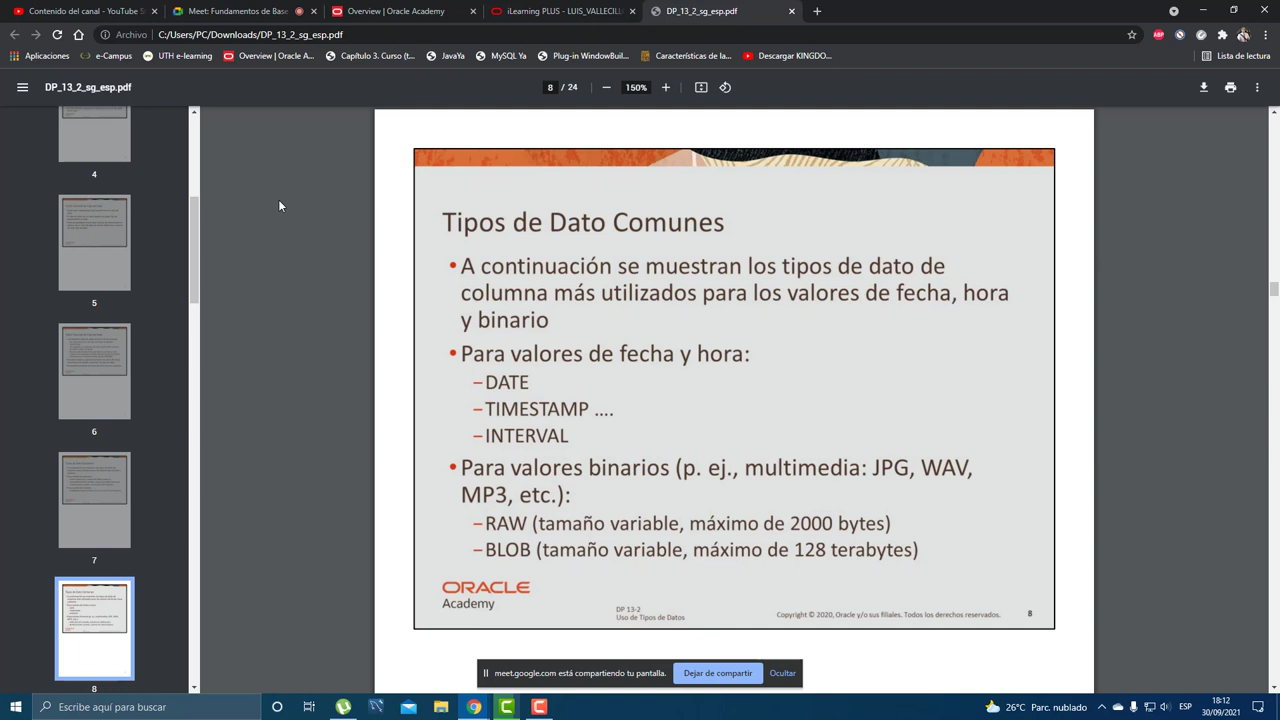 Contenido del aula - YouTube S
Meet: Fundamentos de Base
Overview | Oracle Academy
iLearning PLUS - LUIS_VALLECILL
DP_13_2_sg_esp.pdf
Archivo | C:/Users/PC/Downloads/DP_13_2_sg_esp.pdf
Aplicaciones
e-Campus
UTH e-learning
Overview | Oracle A...
Capítulo 3. Curso (t...
JavaYa
MySQL Ya
Plug-in WindowBuil...
Características de la...
Descargar KINGDO...
Lista de lectura
DP_13_2_sg_esp.pdf
8 / 24
150%
4
5
6
7
8
Tipos de Dato Comunes
• A continuación se muestran los tipos de dato de
columna más utilizados para los valores de fecha, hora
y binario
• Para valores de fecha y hora:
–DATE
–TIMESTAMP ....
–INTERVAL
• Para valores binarios (p. ej., multimedia: JPG, WAV,
MP3, etc.):
–RAW (tamaño variable, máximo de 2000 bytes)
–BLOB (tamaño variable, máximo de 128 terabytes)
ORACLE
Academy
DP 13-2
Uso de Tipos de Datos
Copyright © 2020, Oracle y/o sus filiales. Todos los derechos reservados.
8
meet.google.com está compartiendo tu pantalla.
Dejar de compartir
Ocultar
Escribe aquí para buscar
26°C Parc. nublado
ESP
18:12
30/09/2021